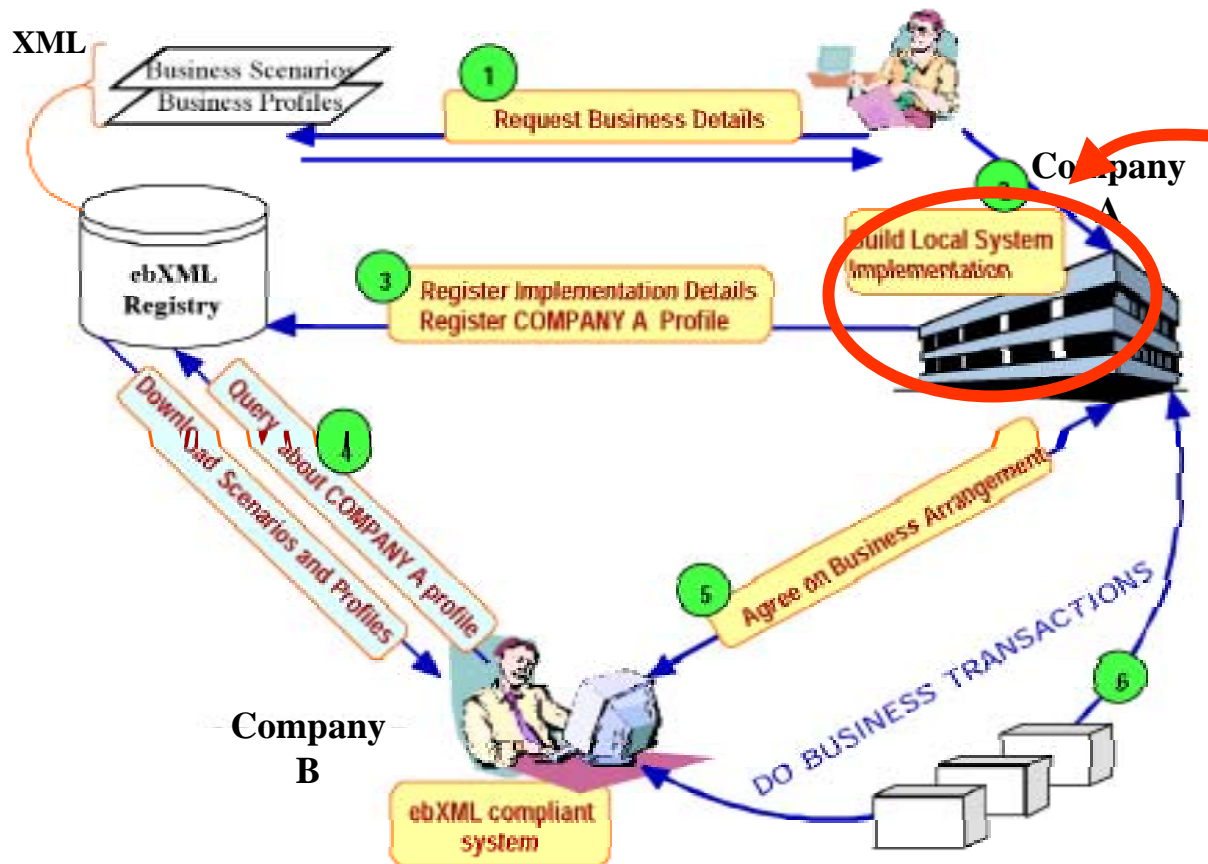 XML
Business Scenarios
Business Profiles
1
Request Business Details
2
Company
A
Build Local System
Implementation
ebXML
Registry
3
Register Implementation Details
Register COMPANY A Profile
4
Query about COMPANY A profile
Download Scenarios and Profiles
5
Agree on Business Arrangement
DO BUSINESS TRANSACTIONS
6
Company
B
ebXML compliant
system